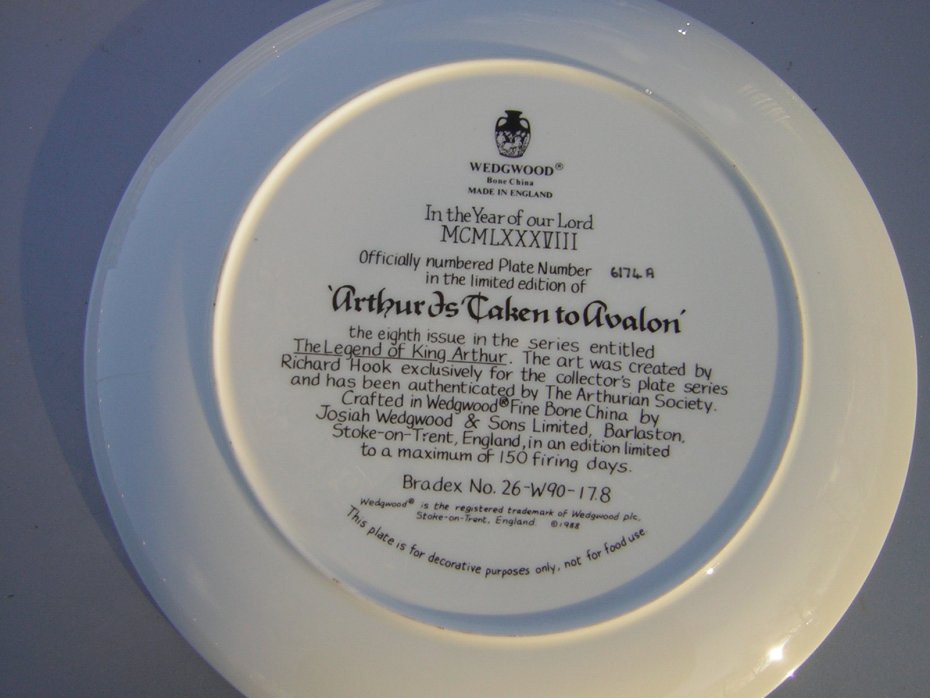 WEDGWOOD®
Bone China
MADE IN ENGLAND
In the Year of our Lord
MCMLXXXVIII
Officially numbered Plate Number 6174 A
in the limited edition of
'Arthur Is Taken to Avalon'
the eighth issue in the series entitled
The Legend of King Arthur. The art was created by
Richard Hook exclusively for the collector's plate series
and has been authenticated by The Arthurian Society.
Crafted in Wedgwood® Fine Bone China by
Josiah Wedgwood & Sons Limited, Barlaston,
Stoke-on-Trent, England, in an edition limited
to a maximum of 150 firing days.
Bradex No. 26-W90-17.8
Wedgwood® is the registered trademark of Wedgwood plc,
Stoke-on-Trent, England. ©1988
This plate is for decorative purposes only, not for food use.